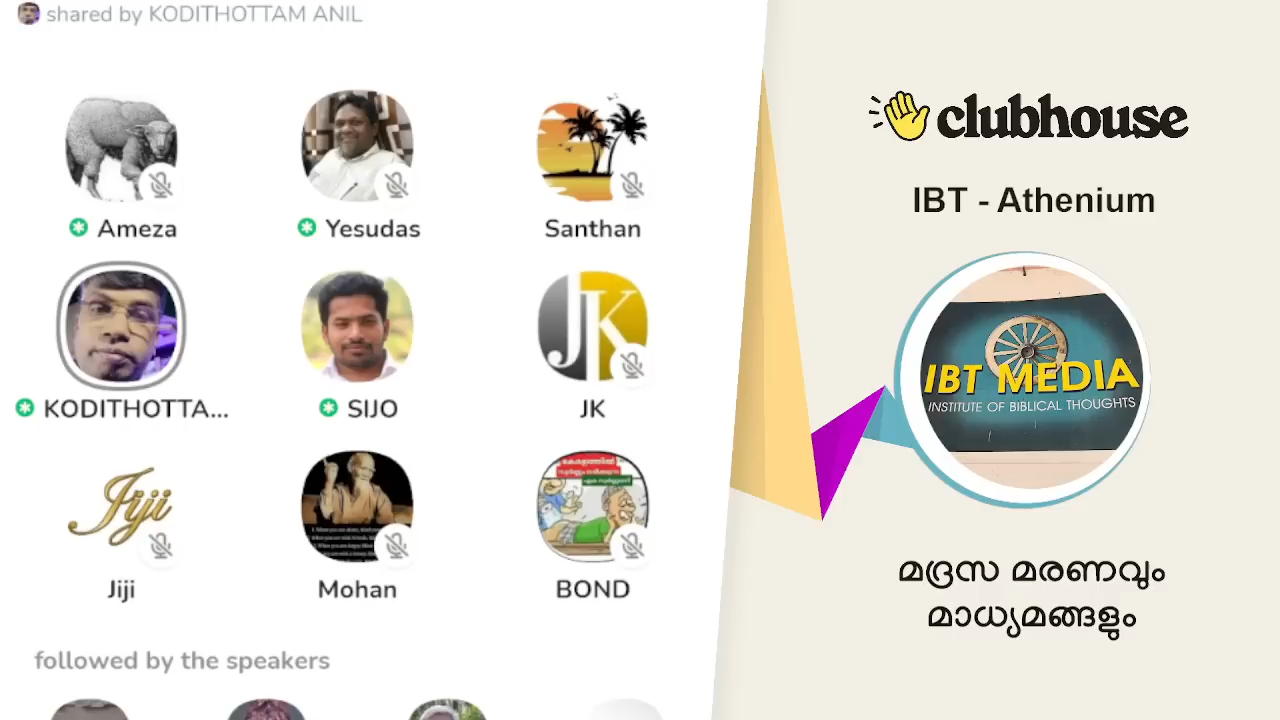 shared by KODITHOTTAM ANIL
Ameza
Yesudas
Santhan
KODITHOTTA...
SIJO
JK
JK
Jiji
Jiji
Mohan
BOND
followed by the speakers
clubhouse
IBT - Athenium
IBT MEDIA
INSTITUTE OF BIBLICAL THOUGHTS
മദ്രസ മരണവും
മാധ്യമങ്ങളും